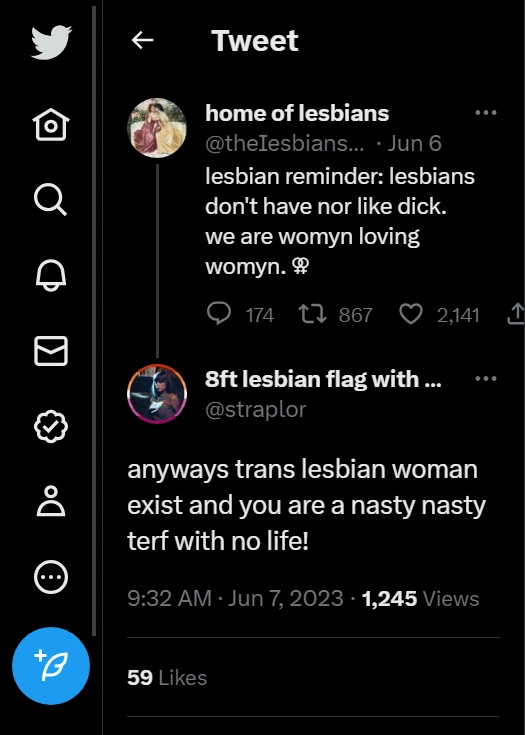 Tweet
home of lesbians
@theIesbians... · Jun 6
lesbian reminder: lesbians
don't have nor like dick.
we are womyn loving
womyn. ⚢
174 867 2,141
8ft lesbian flag with ...
@straplor
anyways trans lesbian woman
exist and you are a nasty nasty
terf with no life!
9:32 AM · Jun 7, 2023 · 1,245 Views
59 Likes